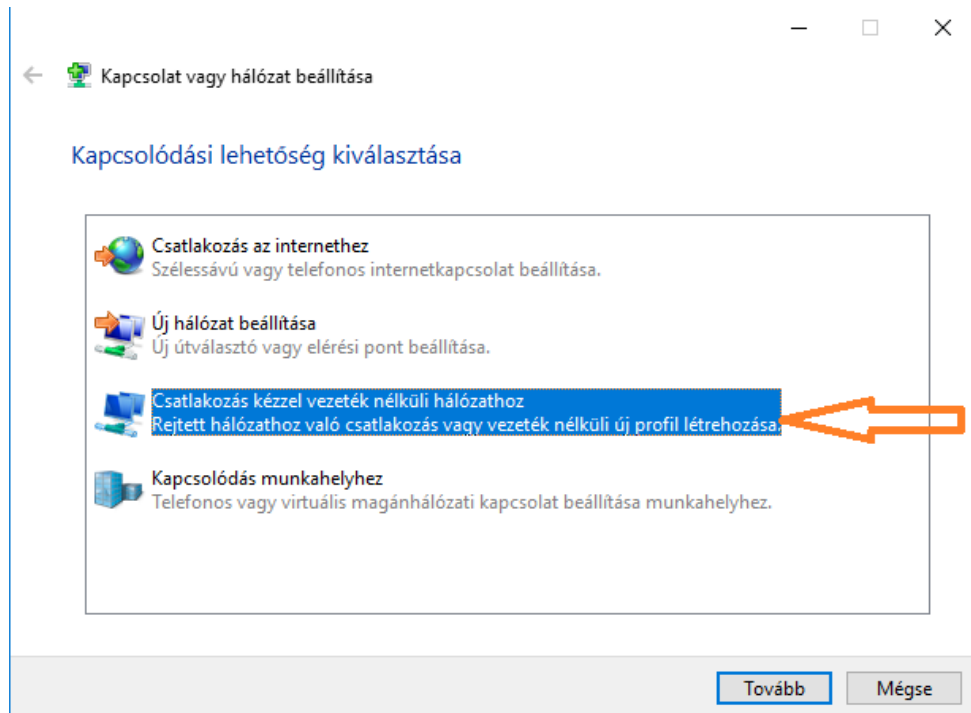 Kapcsolat vagy hálózat beállítása
Kapcsolódási lehetőség kiválasztása
Csatlakozás az internethez
Szélessávú vagy telefonos internetkapcsolat beállítása.
Új hálózat beállítása
Új útválasztó vagy elérési pont beállítása.
Csatlakozás kézzel vezeték nélküli hálózathoz
Rejtett hálózathoz való csatlakozás vagy vezeték nélküli új profil létrehozása.
Kapcsolódás munkahelyhez
Telefonos vagy virtuális magánhálózati kapcsolat beállítása munkahelyhez.
Tovább
Mégse